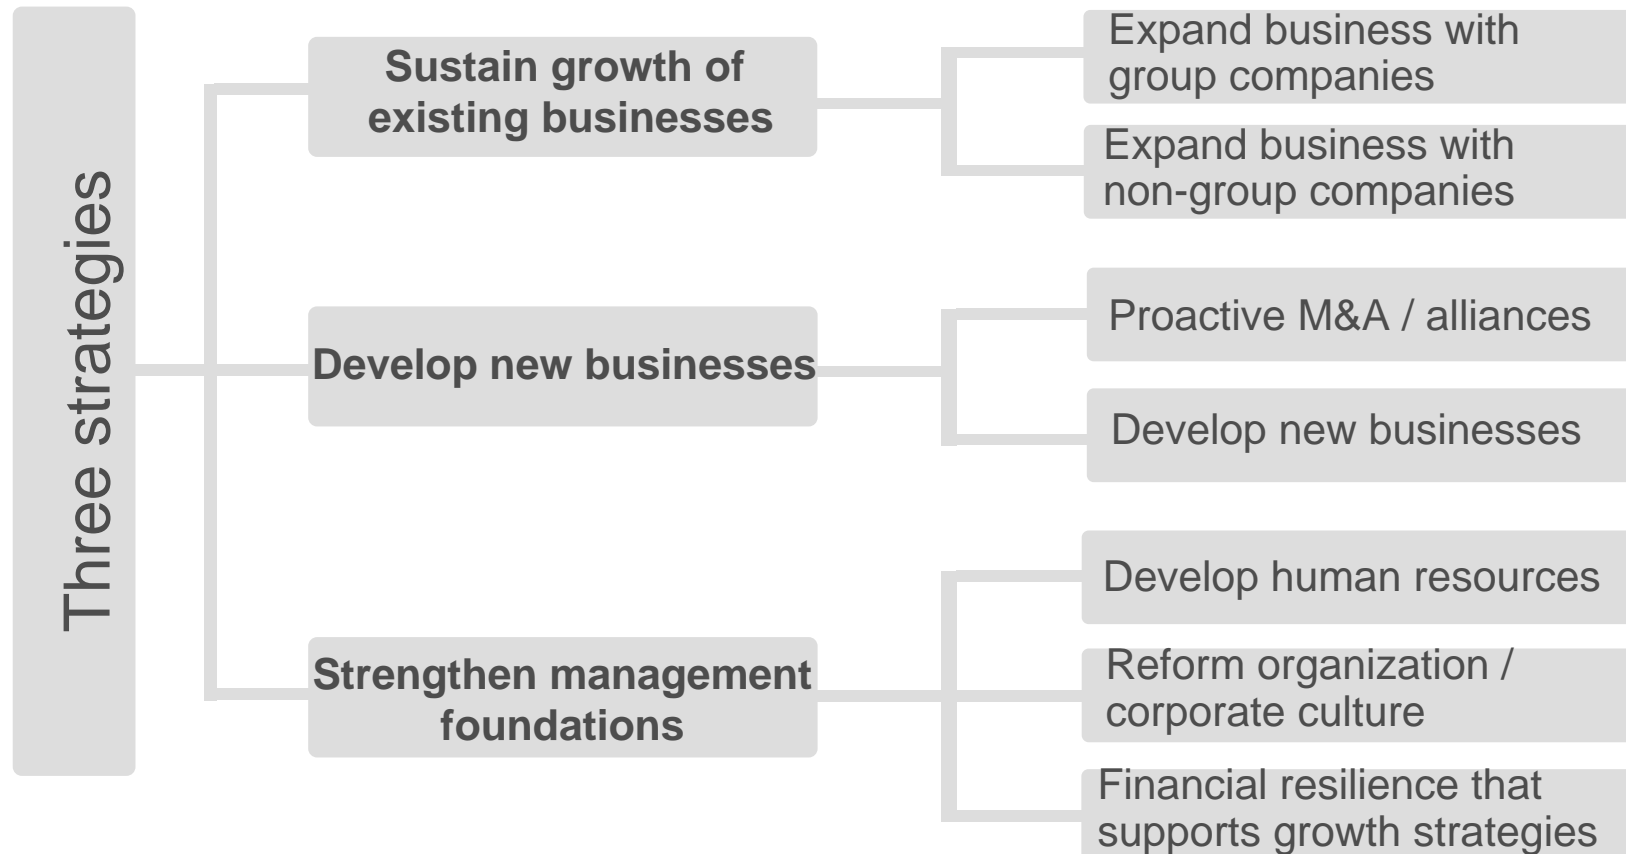 Three strategies
Sustain growth of
existing businesses
Expand business with
group companies
Expand business with
non-group companies
Develop new businesses
Proactive M&A / alliances
Develop new businesses
Strengthen management
foundations
Develop human resources
Reform organization /
corporate culture
Financial resilience that
supports growth strategies